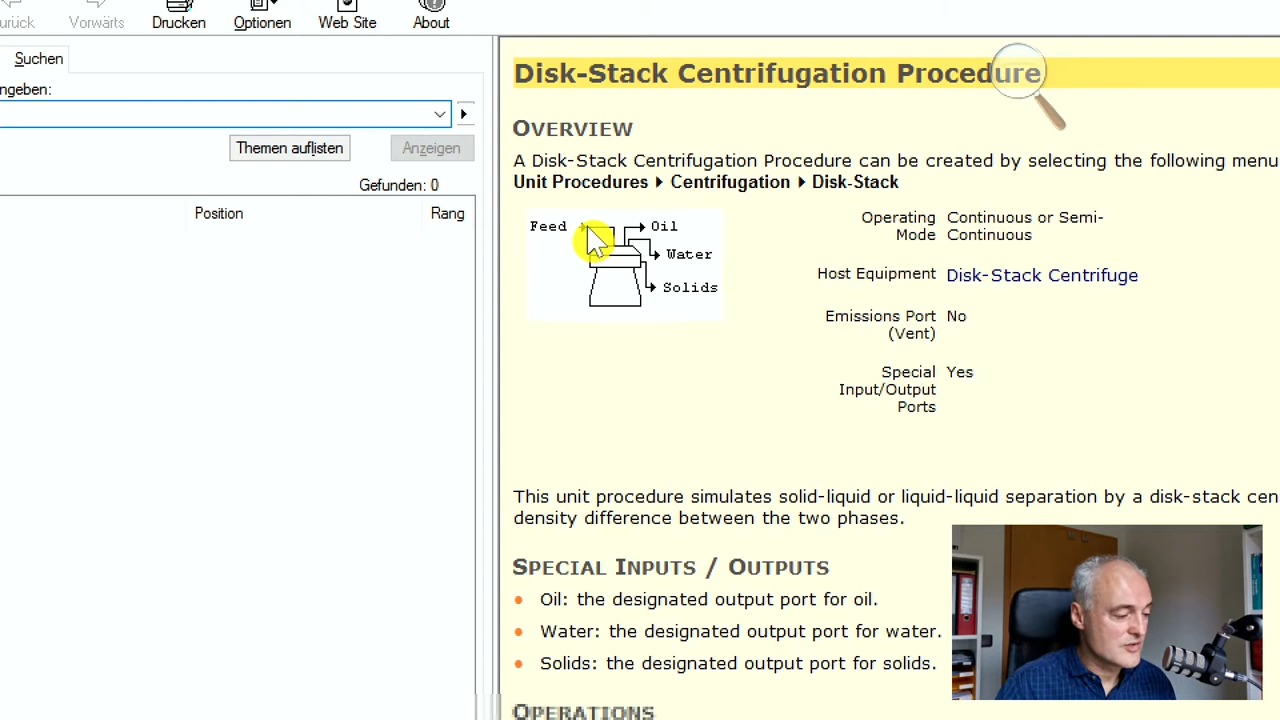 Vorwärts
Drucken
Optionen
Web Site
About
Suchen
Themen auflisten
Anzeigen
Gefunden: 0
Position
Rang
Disk-Stack Centrifugation Procedure
OVERVIEW
A Disk-Stack Centrifugation Procedure can be created by selecting the following menu
Unit Procedures Centrifugation Disk-Stack
Feed
Oil
Water
Solids
Operating Mode
Continuous or Semi-
Continuous
Host Equipment
Disk-Stack Centrifuge
Emissions Port
(Vent)
No
Special
Input/Output
Ports
Yes
This unit procedure simulates solid-liquid or liquid-liquid separation by a disk-stack cen
density difference between the two phases.
SPECIAL INPUTS / OUTPUTS
• Oil: the designated output port for oil.
• Water: the designated output port for water.
• Solids: the designated output port for solids.
OPERATIONS